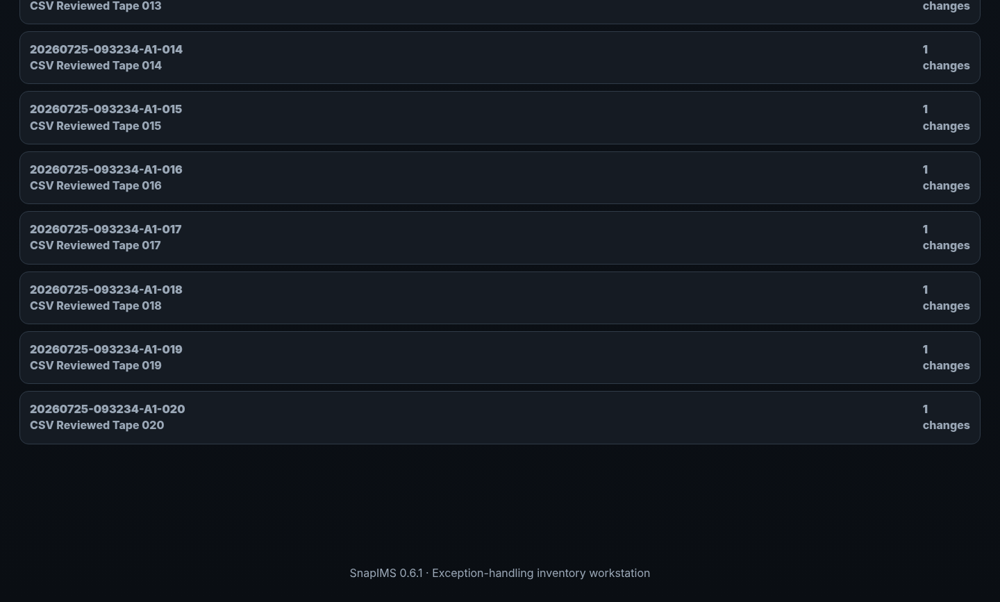 CSV Reviewed Tape 013
changes
20260725-093234-A1-014
1
CSV Reviewed Tape 014
changes
20260725-093234-A1-015
1
CSV Reviewed Tape 015
changes
20260725-093234-A1-016
1
CSV Reviewed Tape 016
changes
20260725-093234-A1-017
1
CSV Reviewed Tape 017
changes
20260725-093234-A1-018
1
CSV Reviewed Tape 018
changes
20260725-093234-A1-019
1
CSV Reviewed Tape 019
changes
20260725-093234-A1-020
1
CSV Reviewed Tape 020
changes
SnapIMS 0.6.1 · Exception-handling inventory workstation